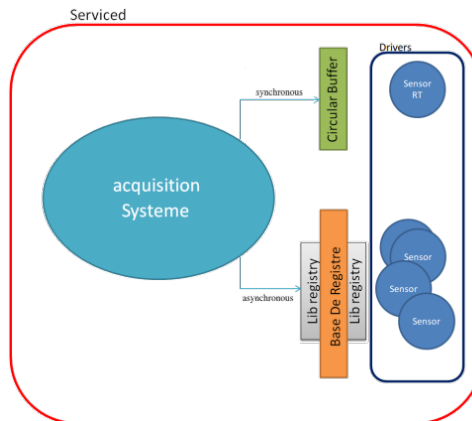 Serviced
Drivers
Sensor
RT
Circular Buffer
synchronous
acquisition
Systeme
Sensor
Lib registry
Base De Registre
Lib registry
asynchronous
Sensor
Sensor